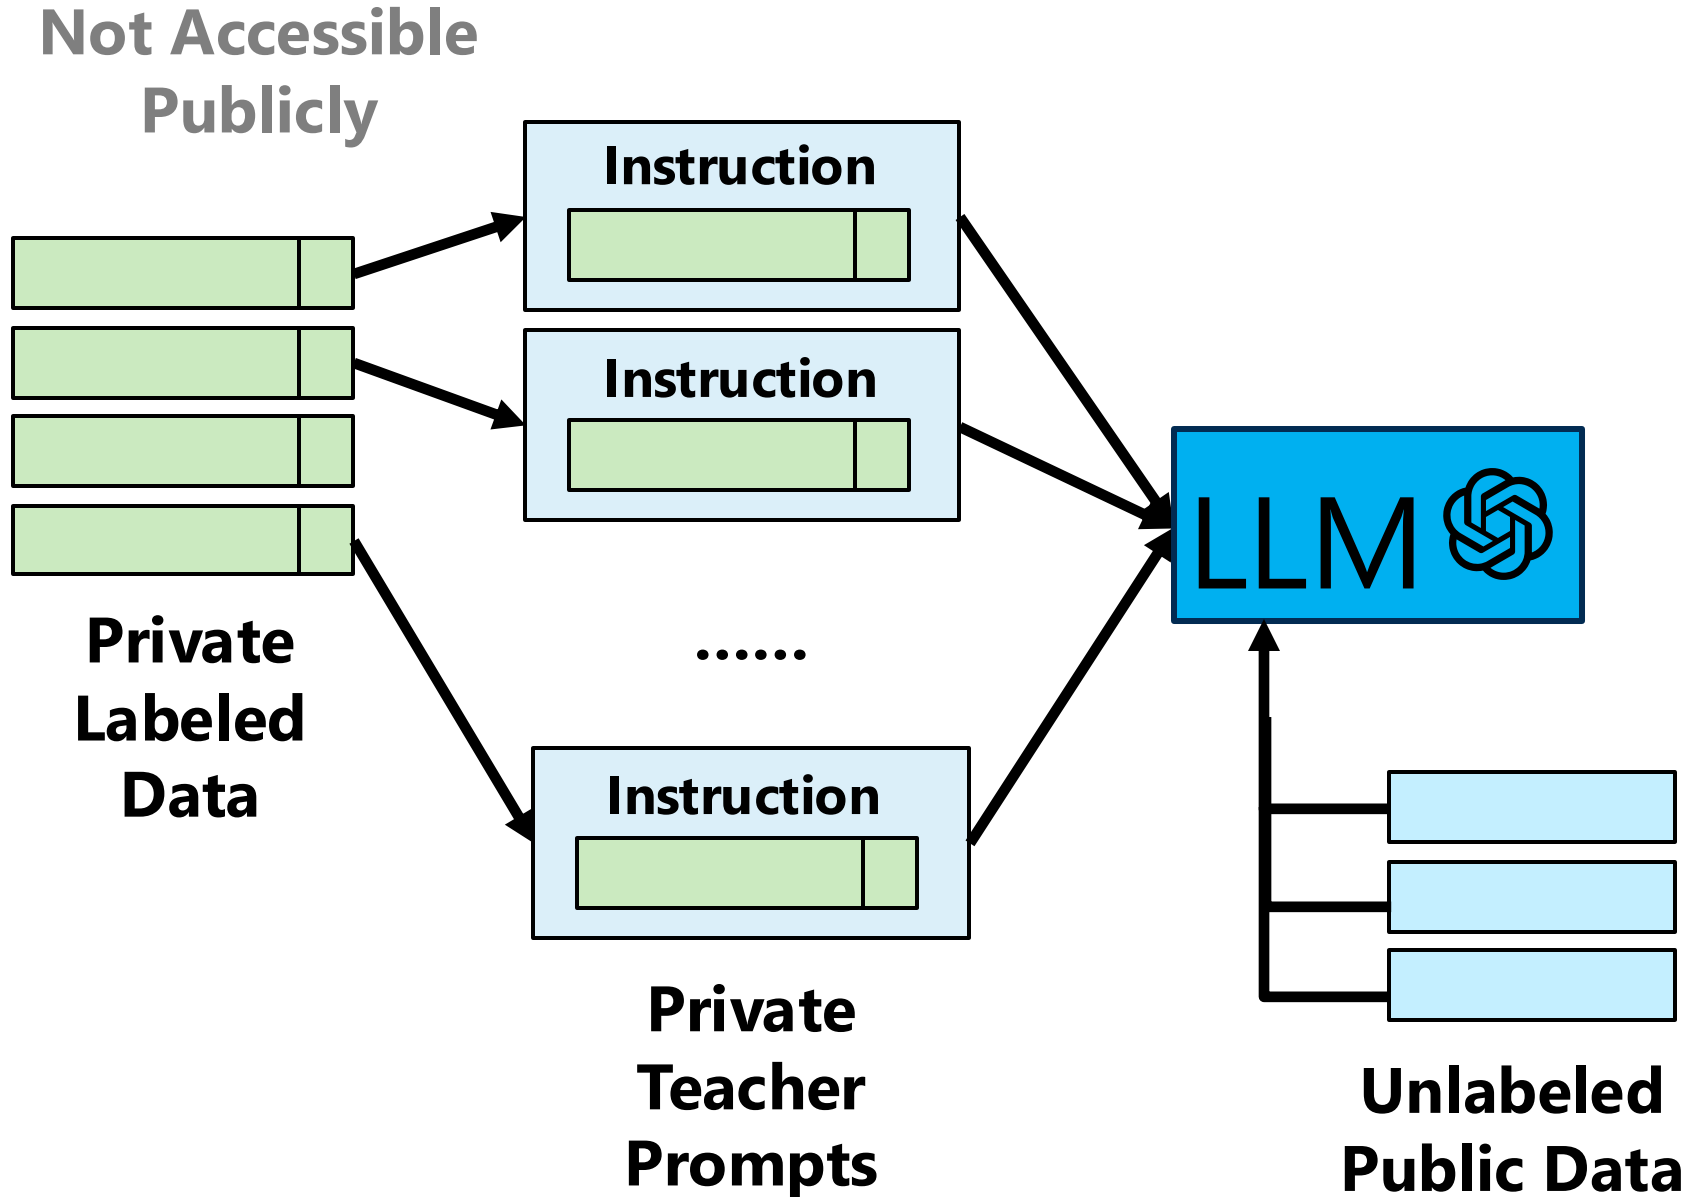 Not Accessible
Publicly
Instruction
Instruction
LLM
Private
Labeled
Data
......
Instruction
Private
Teacher
Prompts
Unlabeled
Public Data